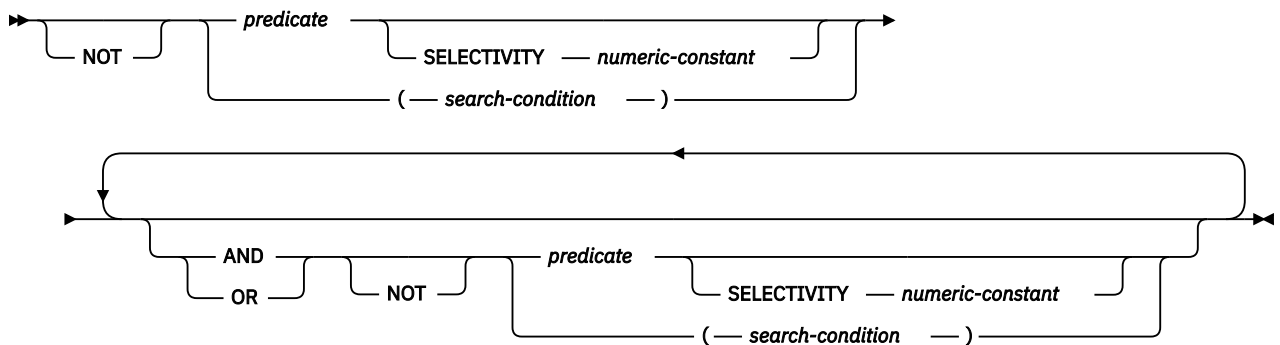 predicate
NOT
SELECTIVITY numeric-constant
( search-condition )
AND predicate
OR NOT SELECTIVITY numeric-constant
( search-condition )